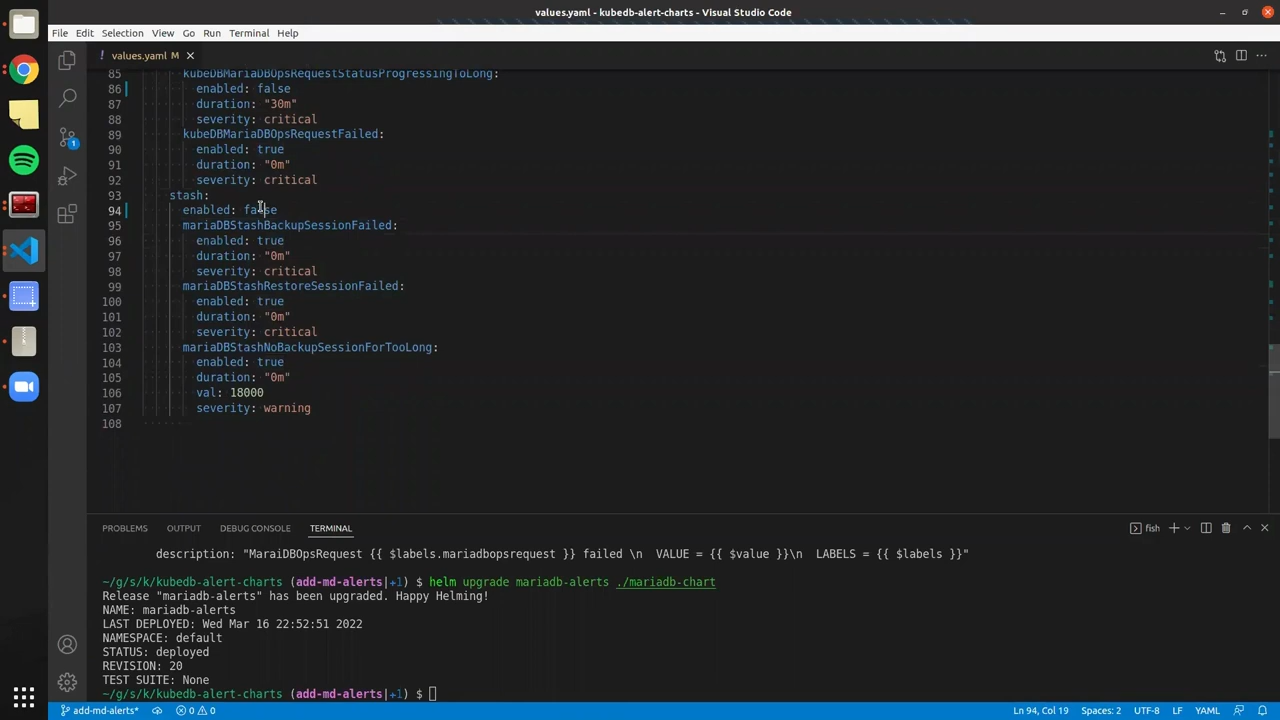 values.yaml - kubedb-alert-charts - Visual Studio Code
File Edit Selection View Go Run Terminal Help
values.yaml M
85 kubeDBMariaDBOpsRequestStatusProgressingToLong:
86 enabled: false
87 duration: "30m"
88 severity: critical
89 kubeDBMariaDBOpsRequestFailed:
90 enabled: true
91 duration: "0m"
92 severity: critical
93 stash:
94 enabled: false
95 mariaDBStashBackupSessionFailed:
96 enabled: true
97 duration: "0m"
98 severity: critical
99 mariaDBStashRestoreSessionFailed:
100 enabled: true
101 duration: "0m"
102 severity: critical
103 mariaDBStashNoBackupSessionForTooLong:
104 enabled: true
105 duration: "0m"
106 val: 18000
107 severity: warning
108
PROBLEMS OUTPUT DEBUG CONSOLE TERMINAL fish
description: "MaraiDBOpsRequest {{ $labels.mariadbopsrequest }} failed \n VALUE = {{ $value }}\n LABELS = {{ $labels }}"
~/g/s/k/kubedb-alert-charts (add-md-alerts|+1) $ helm upgrade mariadb-alerts ./mariadb-chart
Release "mariadb-alerts" has been upgraded. Happy Helming!
NAME: mariadb-alerts
LAST DEPLOYED: Wed Mar 16 22:52:51 2022
NAMESPACE: default
STATUS: deployed
REVISION: 20
TEST SUITE: None
~/g/s/k/kubedb-alert-charts (add-md-alerts|+1) $
add-md-alerts* 0 0 Ln 94, Col 19 Spaces: 2 UTF-8 LF YAML